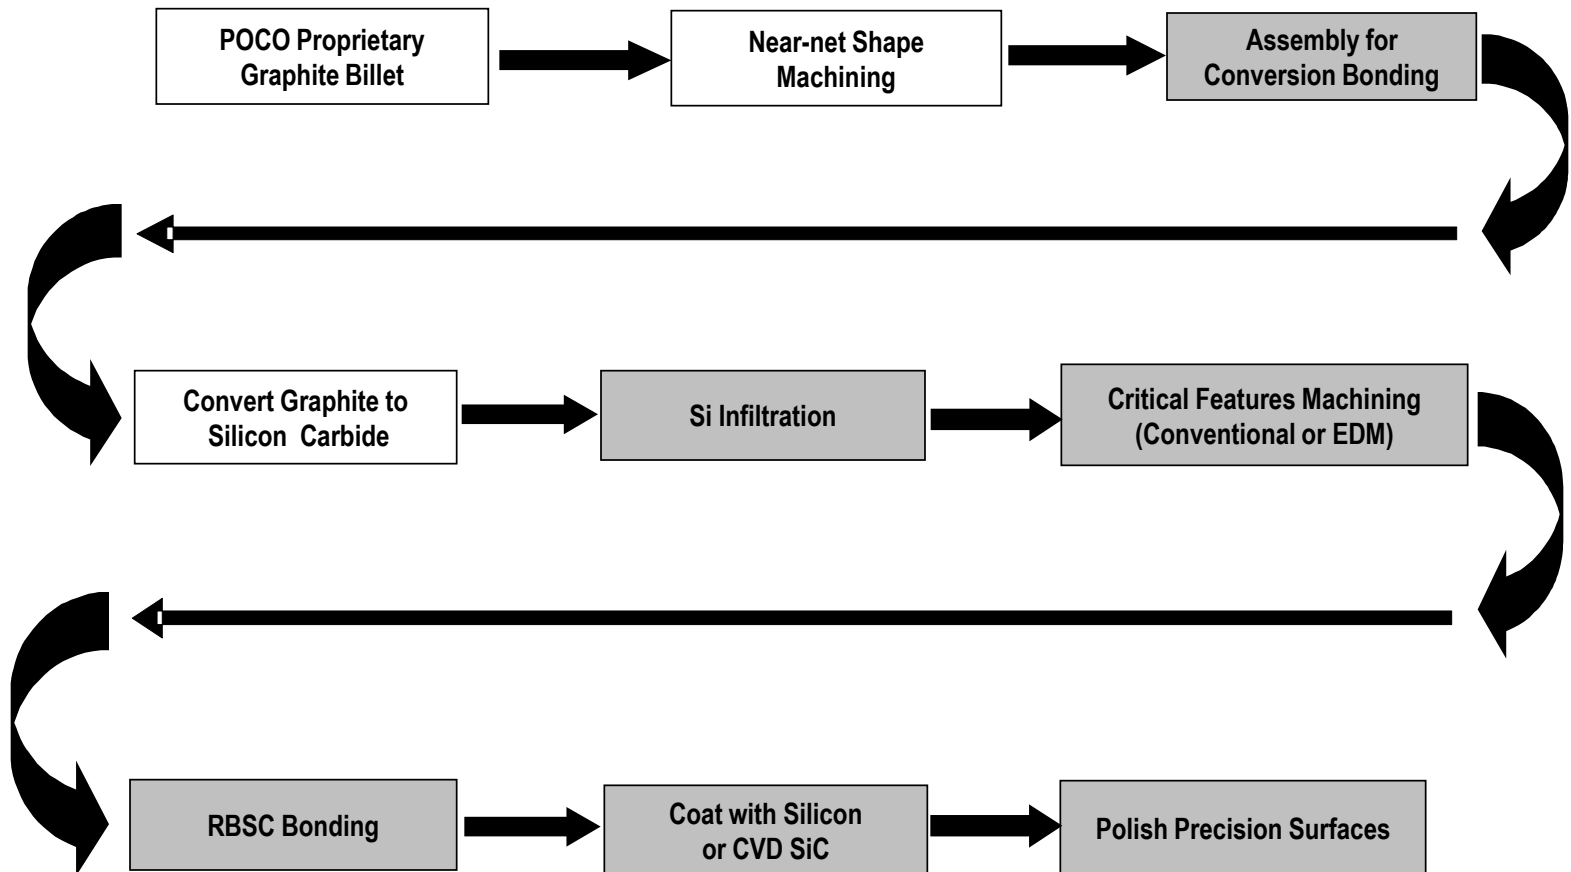 POCO Proprietary
Graphite Billet
Near-net Shape
Machining
Assembly for
Conversion Bonding
Convert Graphite to
Silicon  Carbide
Si Infiltration
Critical Features Machining
(Conventional or EDM)
RBSC Bonding
Coat with Silicon
or CVD SiC
Polish Precision Surfaces